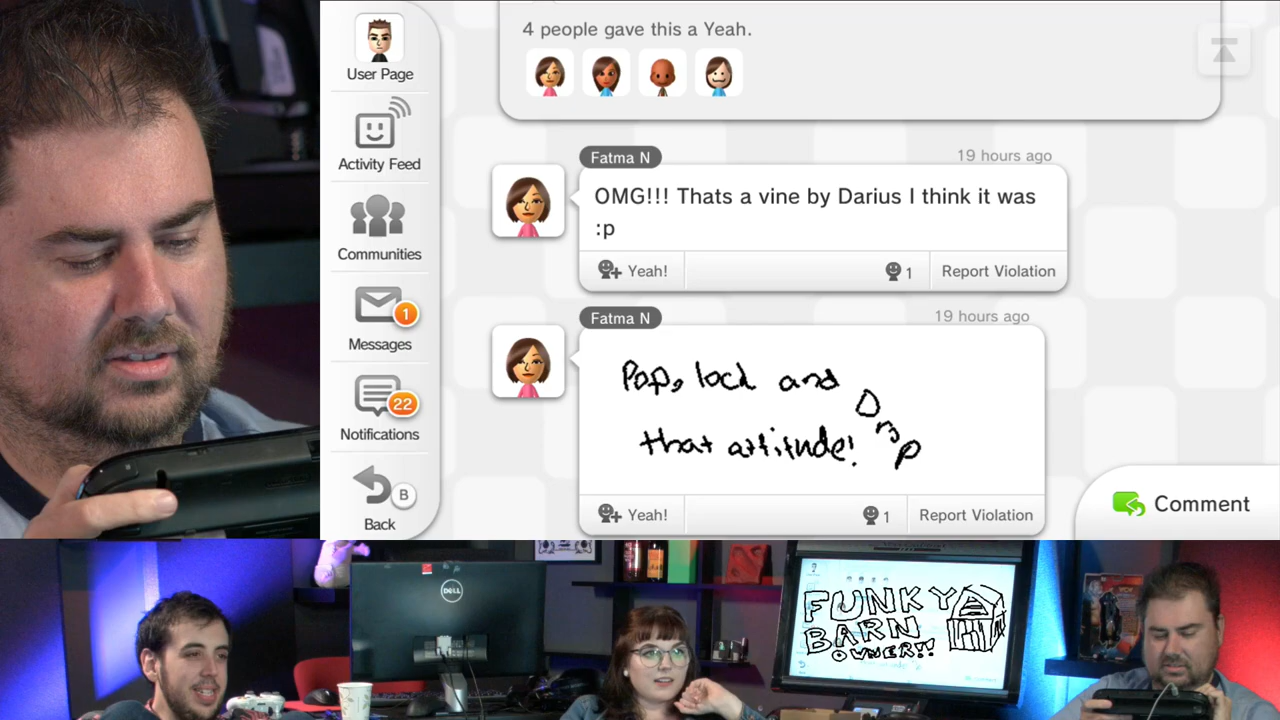 User Page
Activity Feed
Communities
1
Messages
22
Notifications
B
Back
4 people gave this a Yeah.
Fatma N
19 hours ago
OMG!!! Thats a vine by Darius I think it was
:p
Yeah!
1
Report Violation
Fatma N
19 hours ago
Pop, lock and
Drop
that attitude!
Yeah!
1
Report Violation
Comment
DELL
FUNKY
BARN
OWNER!!